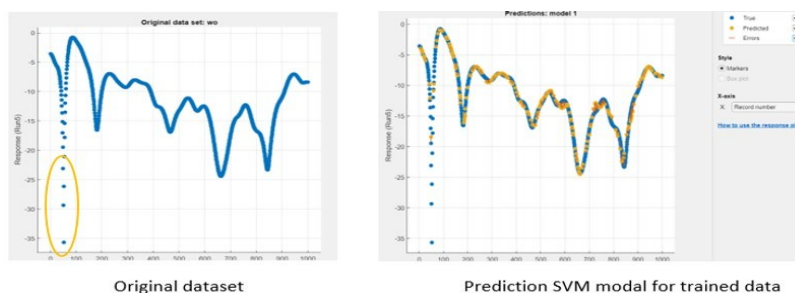 Original data set: wo
Response (Run5)
0
-5
-10
-15
-20
-25
-30
-35
0 100 200 300 400 500 600 700 800 900 1000
Original dataset
Predictions: model 1
Response (Run5)
0
-5
-10
-15
-20
-25
-30
-35
0 100 200 300 400 500 600 700 800 900 1000
True
Predicted
Errors
Style
Markers
Box plot
X-axis
X: Record number
How to use the response
Prediction SVM modal for trained data